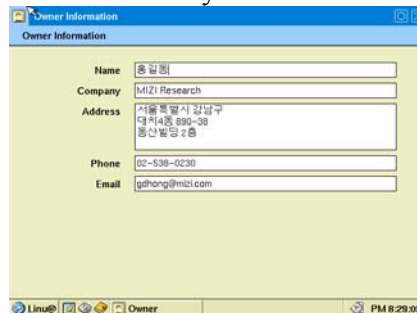 Owner Information
Owner Information
Name 홍길동
Company MIZI Research
Address 서울특별시 강남구
대치4동 890-38
동산빌딩 2층
Phone 02-538-0230
Email gdhong@mizi.com
Linu@ Owner PM 8:29:0